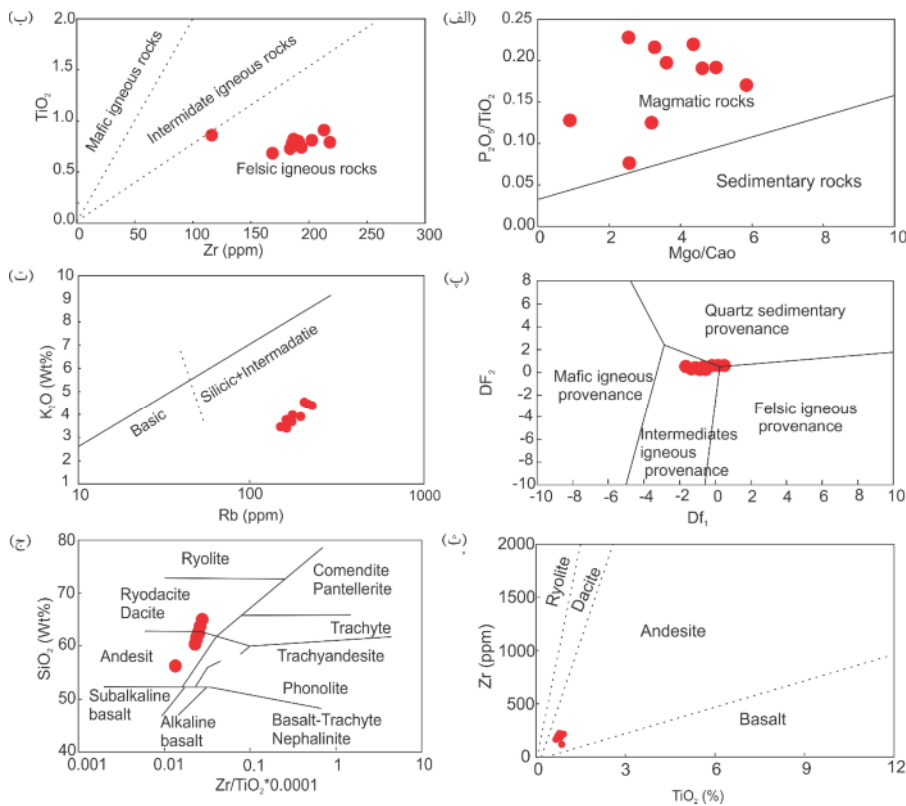 (ب)
2.0
1.5
1.0
0.5
0.0
TiO₂
Mafic igneous rocks
Intermidate igneous rocks
Felsic igneous rocks
0
50
100
150
200
250
300
Zr (ppm)
(الف)
0.25
0.20
0.15
0.10
0.05
0.00
P₂O₅/TiO₂
Magmatic rocks
Sedimentary rocks
0
2
4
6
8
10
Mgo/Cao
(ت)
10
9
8
7
6
5
4
3
2
1
K₂O (Wt%)
Basic
Silicic+Intermadatie
10
100
1000
Rb (ppm)
(پ)
8
6
4
2
0
-2
-4
-6
-8
-10
DF₂
Quartz sedimentary
provenance
Mafic igneous
provenance
Felsic igneous
provenance
Intermediates
igneous
provenance
-10
-8
-6
-4
-2
0
2
4
6
8
10
Df₁
(ج)
80
70
60
50
40
SiO₂ (Wt%)
Ryolite
Comendite
Pantellerite
Ryodacite
Dacite
Trachyte
Andesit
Trachyandesite
Subalkaline
basalt
Phonolite
Alkaline
basalt
Basalt-Trachyte
Nephalinite
0.001
0.01
0.1
1
10
Zr/TiO₂*0.0001
(ث)
2000
1500
1000
500
0
Zr (ppm)
Ryolite
Dacite
Andesite
Basalt
0
3
6
9
12
TiO₂ (%)